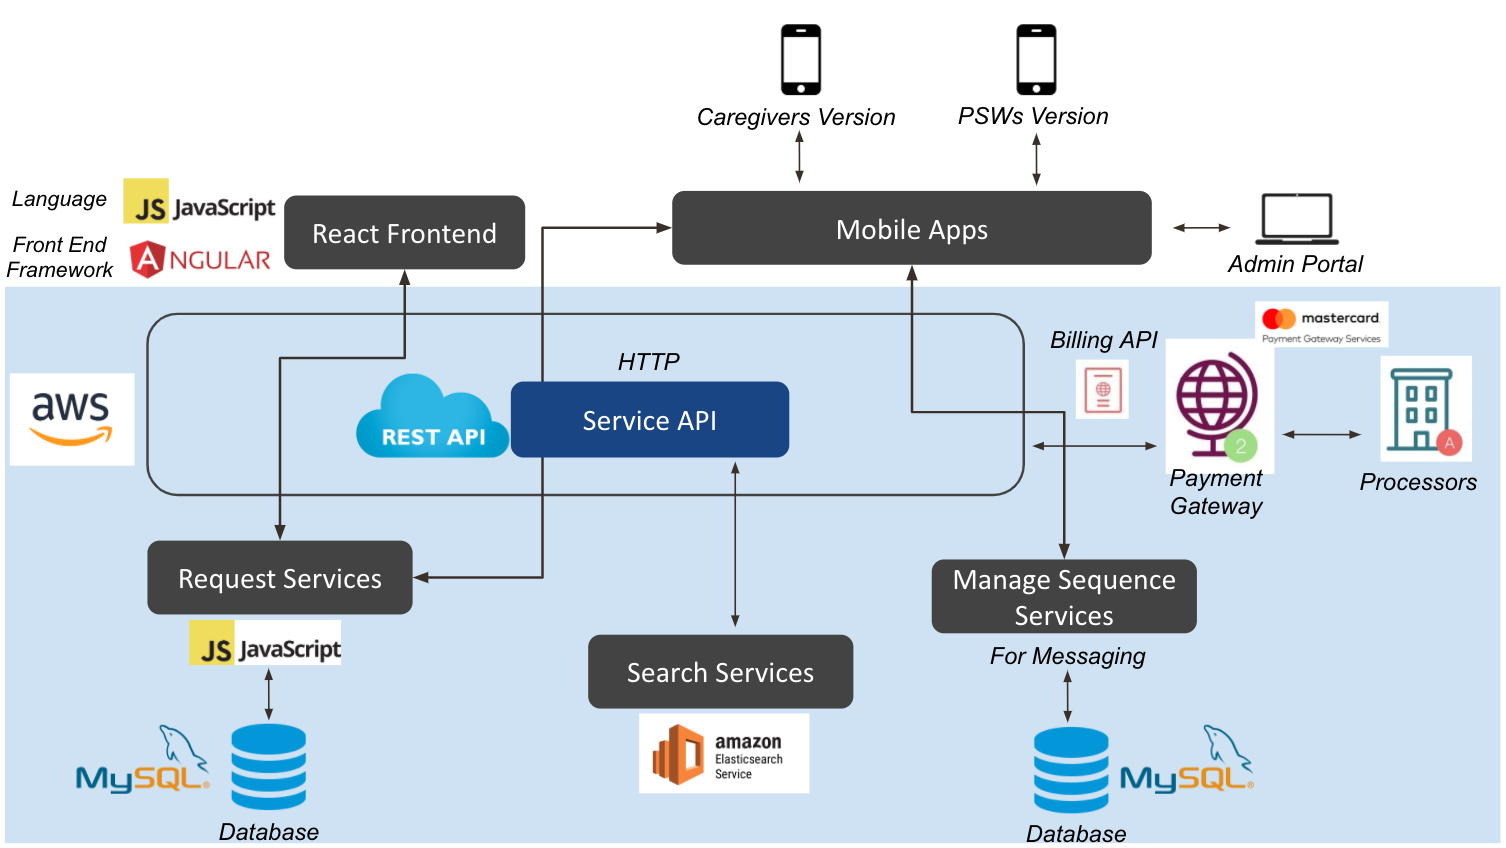 Caregivers Version
PSWs Version
Language
JS JavaScript
React Frontend
Mobile Apps
Front End
Framework
ANGULAR
Admin Portal
mastercard.
Payment Gateway Services
Billing API
HTTP
aws
REST API
Service API
2
A
Payment
Gateway
Processors
Request Services
Manage Sequence
Services
JS JavaScript
For Messaging
Search Services
amazon
Elasticsearch
Service
MySQL®
MySQL®
Database
Database